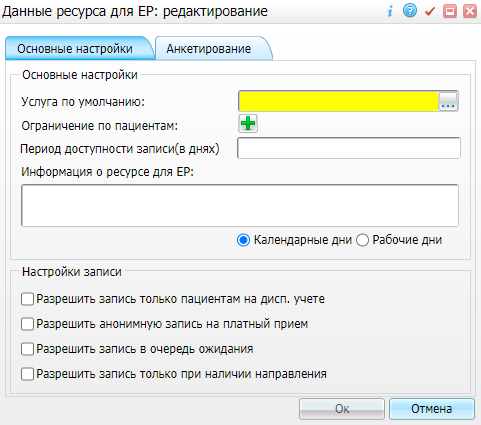 Данные ресурса для ЕР: редактирование
Основные настройки
Анкетирование
Основные настройки
Услуга по умолчанию:
...
Ограничение по пациентам:
Период доступности записи(в днях)
Информация о ресурсе для ЕР:
Календарные дни
Рабочие дни
Настройки записи
Разрешить запись только пациентам на дисп. учете
Разрешить анонимную запись на платный прием
Разрешить запись в очередь ожидания
Разрешить запись только при наличии направления
Ок
Отмена